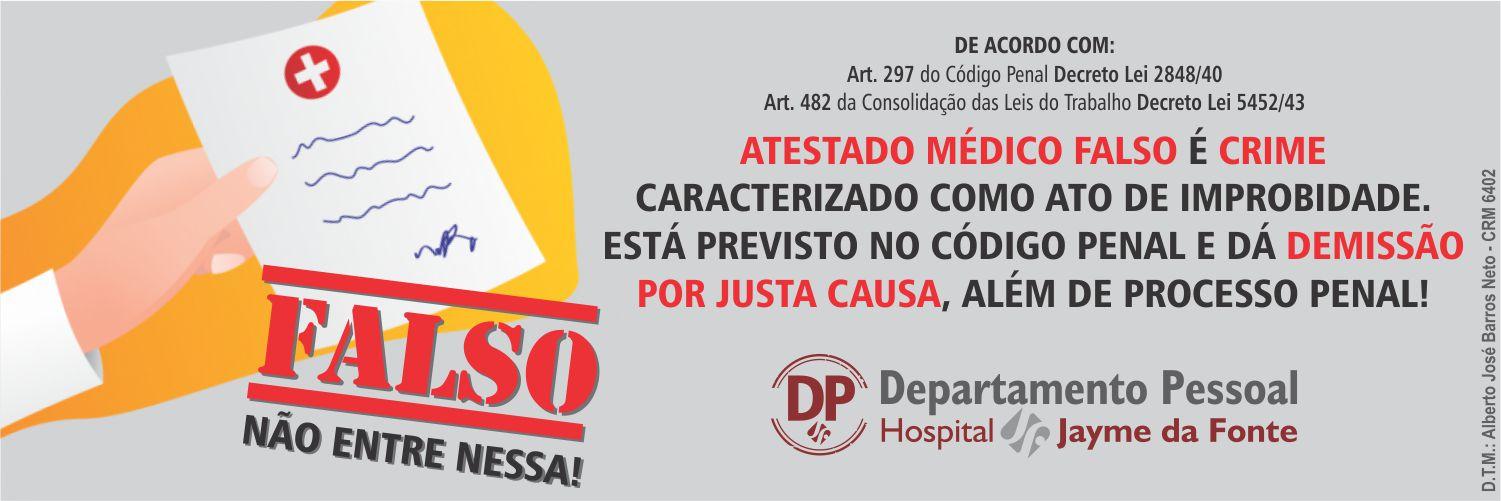 DE ACORDO COM:
Art. 297 do Código Penal Decreto Lei 2848/40
Art. 482 da Consolidação das Leis do Trabalho Decreto Lei 5452/43
ATESTADO MÉDICO FALSO É CRIME
CARACTERIZADO COMO ATO DE IMPROBIDADE.
ESTÁ PREVISTO NO CÓDIGO PENAL E DÁ DEMISSÃO
POR JUSTA CAUSA, ALÉM DE PROCESSO PENAL!
FALSO
NÃO ENTRE NESSA!
DP Departamento Pessoal
Hospital Jayme da Fonte
D.T.M.: Alberto José Barros Neto - CRM 6402